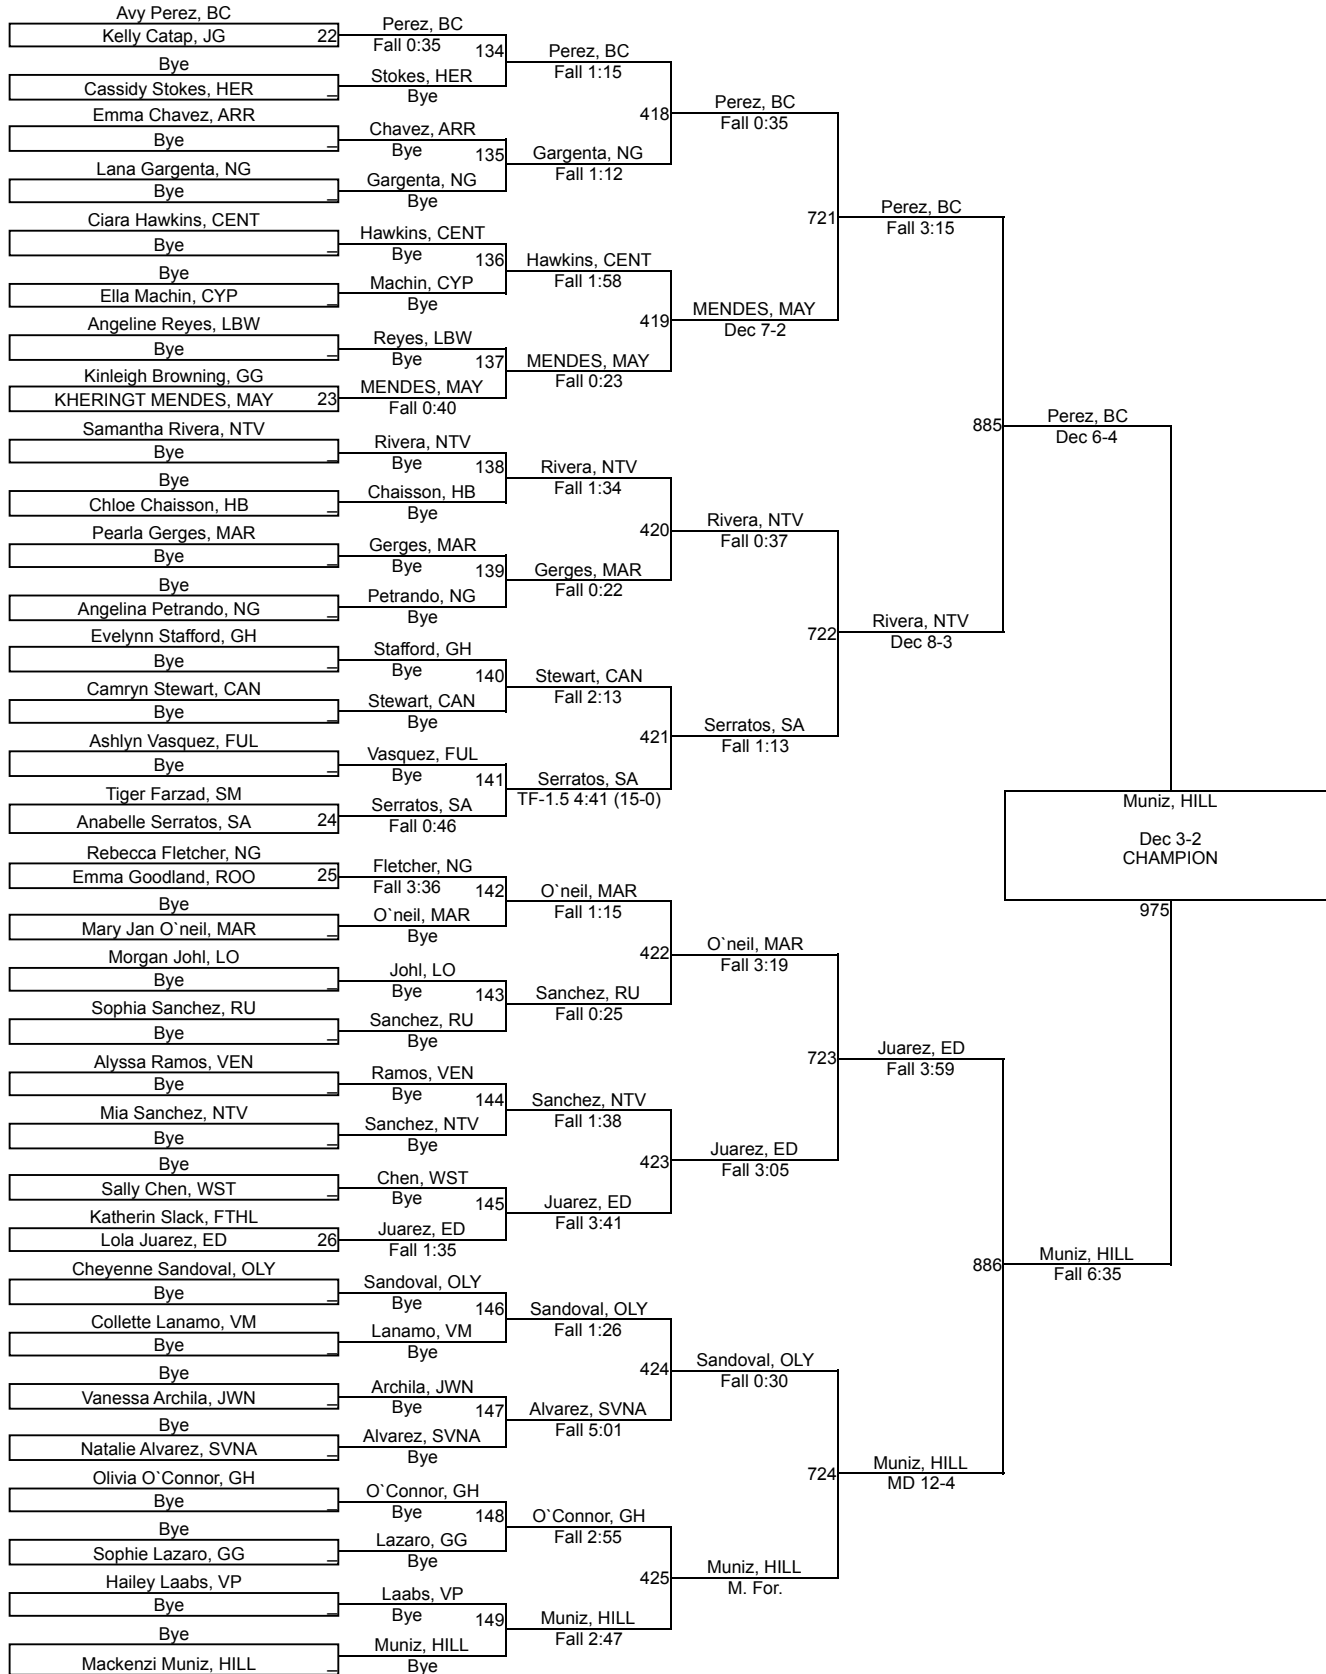 Avy Perez, BC
Kelly Catap, JG 22
Bye
Cassidy Stokes, HER _
Emma Chavez, ARR
Bye _
Lana Gargenta, NG
Bye _
Ciara Hawkins, CENT
Bye _
Bye
Ella Machin, CYP _
Angeline Reyes, LBW
Bye _
Kinleigh Browning, GG
KHERINGT MENDES, MAY 23
Samantha Rivera, NTV
Bye _
Bye
Chloe Chaisson, HB _
Pearla Gerges, MAR
Bye _
Bye
Angelina Petrando, NG _
Evelynn Stafford, GH
Bye _
Camryn Stewart, CAN
Bye _
Ashlyn Vasquez, FUL
Bye _
Tiger Farzad, SM
Anabelle Serratos, SA 24
Rebecca Fletcher, NG
Emma Goodland, ROO 25
Bye
Mary Jan O`neil, MAR _
Morgan Johl, LO
Bye _
Sophia Sanchez, RU
Bye _
Alyssa Ramos, VEN
Bye _
Mia Sanchez, NTV
Bye _
Bye
Sally Chen, WST _
Katherin Slack, FTHL
Lola Juarez, ED 26
Cheyenne Sandoval, OLY
Bye _
Collette Lanamo, VM
Bye _
Bye
Vanessa Archila, JWN _
Bye
Natalie Alvarez, SVNA _
Olivia O`Connor, GH
Bye _
Bye
Sophie Lazaro, GG _
Hailey Laabs, VP
Bye _
Bye
Mackenzi Muniz, HILL _
Perez, BC
Fall 0:35
134
Stokes, HER
Bye
Chavez, ARR
Bye
135
Gargenta, NG
Bye
Hawkins, CENT
Bye
136
Machin, CYP
Bye
Reyes, LBW
Bye
137
MENDES, MAY
Fall 0:40
Rivera, NTV
Bye
138
Chaisson, HB
Bye
Gerges, MAR
Bye
139
Petrando, NG
Bye
Stafford, GH
Bye
140
Stewart, CAN
Bye
Vasquez, FUL
Bye
141
Serratos, SA
Fall 0:46
Fletcher, NG
Fall 3:36
142
O`neil, MAR
Bye
Johl, LO
Bye
143
Sanchez, RU
Bye
Ramos, VEN
Bye
144
Sanchez, NTV
Bye
Chen, WST
Bye
145
Juarez, ED
Fall 1:35
Sandoval, OLY
Bye
146
Lanamo, VM
Bye
Archila, JWN
Bye
147
Alvarez, SVNA
Bye
O`Connor, GH
Bye
148
Lazaro, GG
Bye
Laabs, VP
Bye
149
Muniz, HILL
Bye
Perez, BC
Fall 1:15
418
Gargenta, NG
Fall 1:12
Hawkins, CENT
Fall 1:58
419
MENDES, MAY
Fall 0:23
Rivera, NTV
Fall 1:34
420
Gerges, MAR
Fall 0:22
Stewart, CAN
Fall 2:13
421
Serratos, SA
TF-1.5 4:41 (15-0)
O`neil, MAR
Fall 1:15
422
Sanchez, RU
Fall 0:25
Sanchez, NTV
Fall 1:38
423
Juarez, ED
Fall 3:41
Sandoval, OLY
Fall 1:26
424
Alvarez, SVNA
Fall 5:01
O`Connor, GH
Fall 2:55
425
Muniz, HILL
Fall 2:47
Perez, BC
Fall 0:35
721
MENDES, MAY
Dec 7-2
Rivera, NTV
Fall 0:37
722
Serratos, SA
Fall 1:13
O`neil, MAR
Fall 3:19
723
Juarez, ED
Fall 3:05
Sandoval, OLY
Fall 0:30
724
Muniz, HILL
M. For.
Perez, BC
Fall 3:15
885
Rivera, NTV
Dec 8-3
Juarez, ED
Fall 3:59
886
Muniz, HILL
MD 12-4
Perez, BC
Dec 6-4
Muniz, HILL
Fall 6:35
Muniz, HILL
Dec 3-2
CHAMPION
975